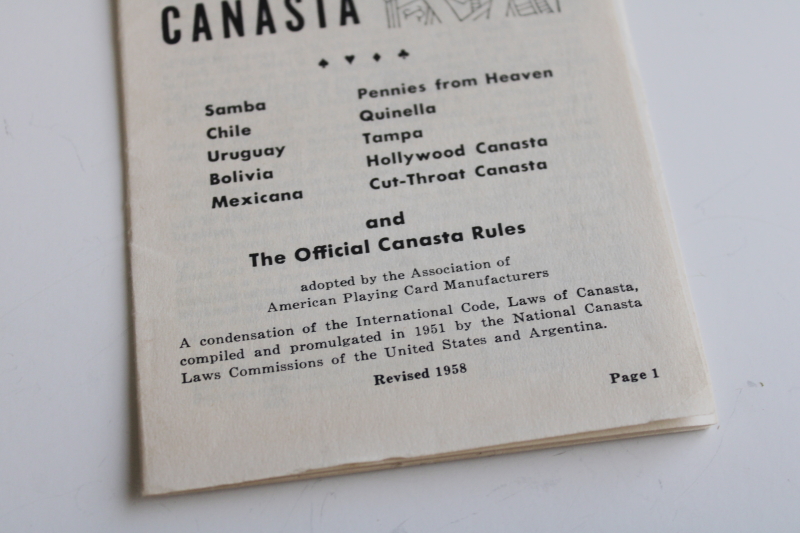 CANASTA
♠ ♥ ♦ ♣
Samba
Chile
Uruguay
Bolivia
Mexicana
Pennies from Heaven
Quinella
Tampa
Hollywood Canasta
Cut-Throat Canasta
and
The Official Canasta Rules
adopted by the Association of
American Playing Card Manufacturers
A condensation of the International Code, Laws of Canasta,
compiled and promulgated in 1951 by the National Canasta
Laws Commissions of the United States and Argentina.
Revised 1958
Page 1